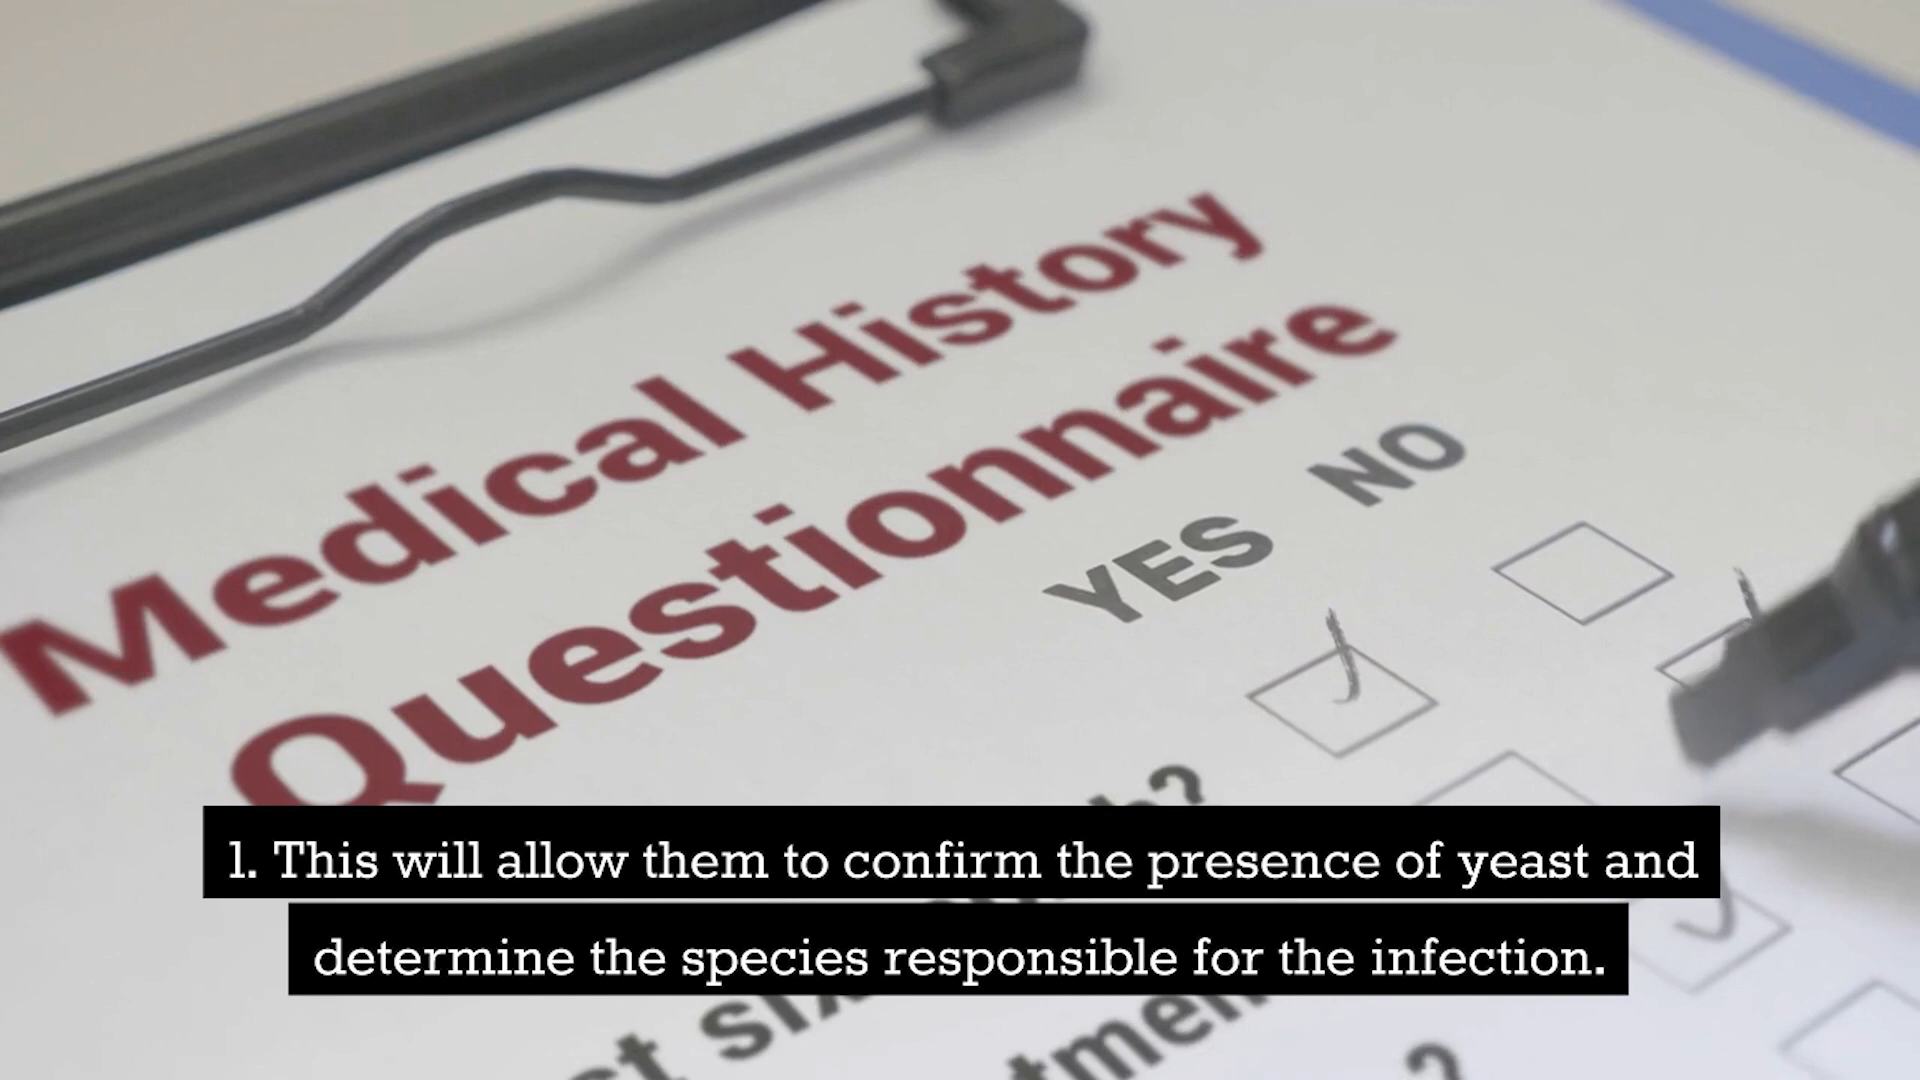 Medical History
Questionnaire
YES NO
?
1. This will allow them to confirm the presence of yeast and
determine the species responsible for the infection.
?